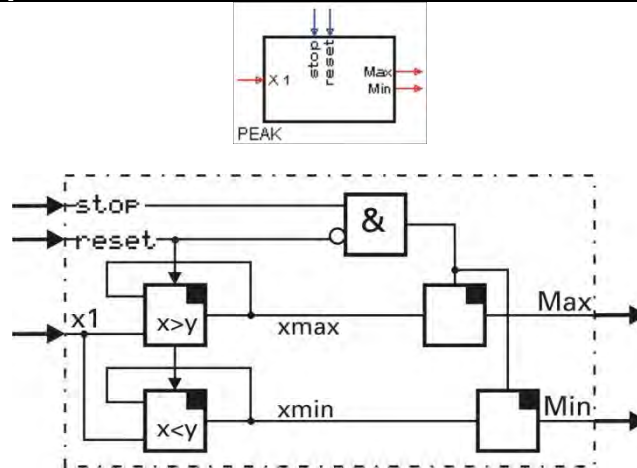 stop
reset
X 1
Max
Min
PEAK
stop
&
reset
x1
x>y
xmax
Max
x<y
xmin
Min